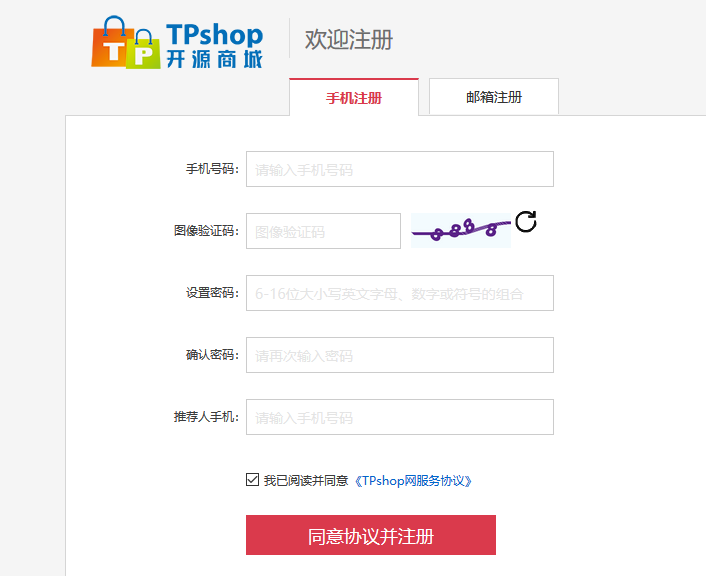 TPshop
开源商城
TP
欢迎注册
手机注册
邮箱注册
手机号码：
请输入手机号码
图像验证码：
图像验证码
8888
设置密码：
6-16位大小写英文字母、数字或符号的组合
确认密码：
请再次输入密码
推荐人手机：
请输入手机号码
我已阅读并同意《TPshop网服务协议》
同意协议并注册